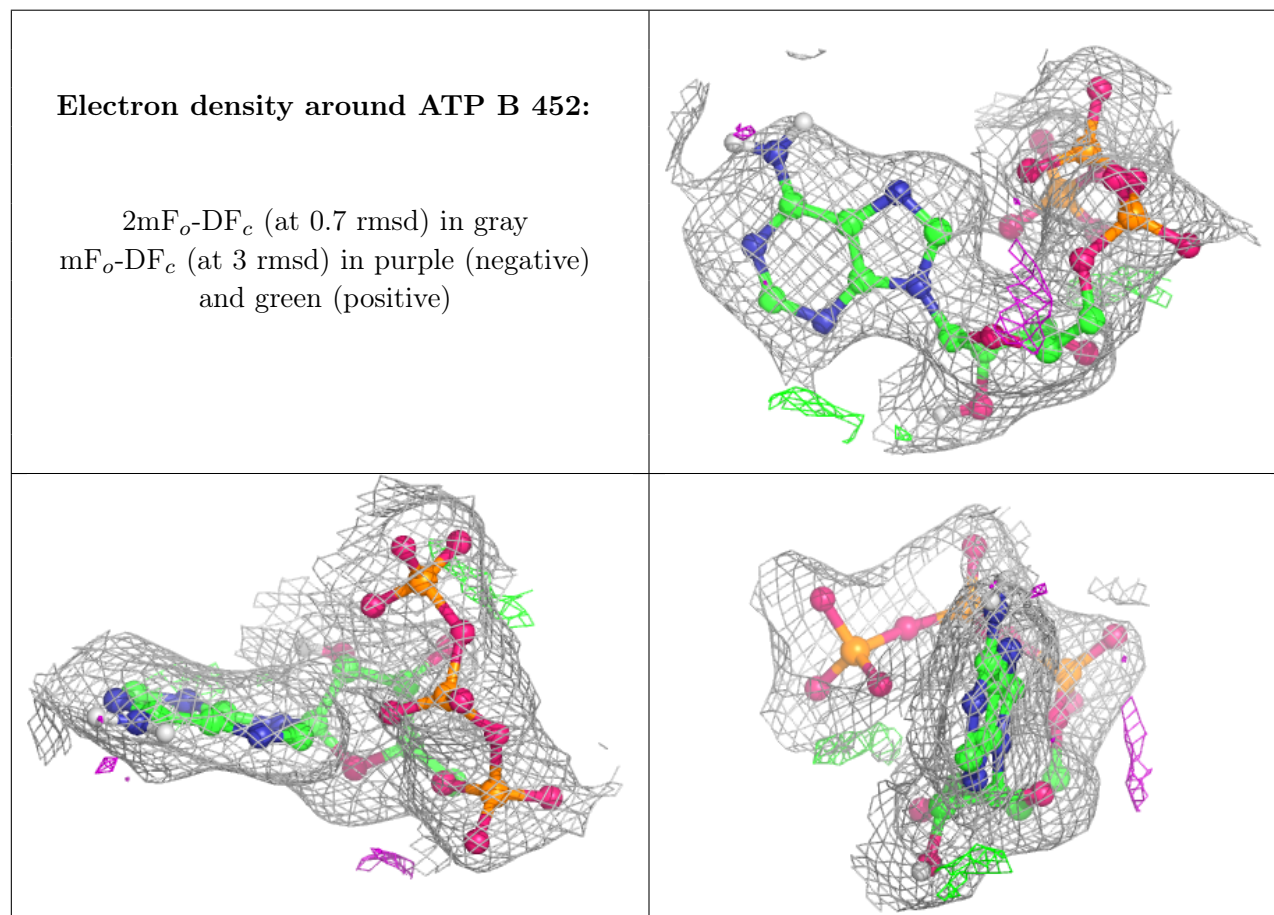 Electron density around ATP B 452:
2mFo-DFc (at 0.7 rmsd) in gray
mFo-DFc (at 3 rmsd) in purple (negative)
and green (positive)